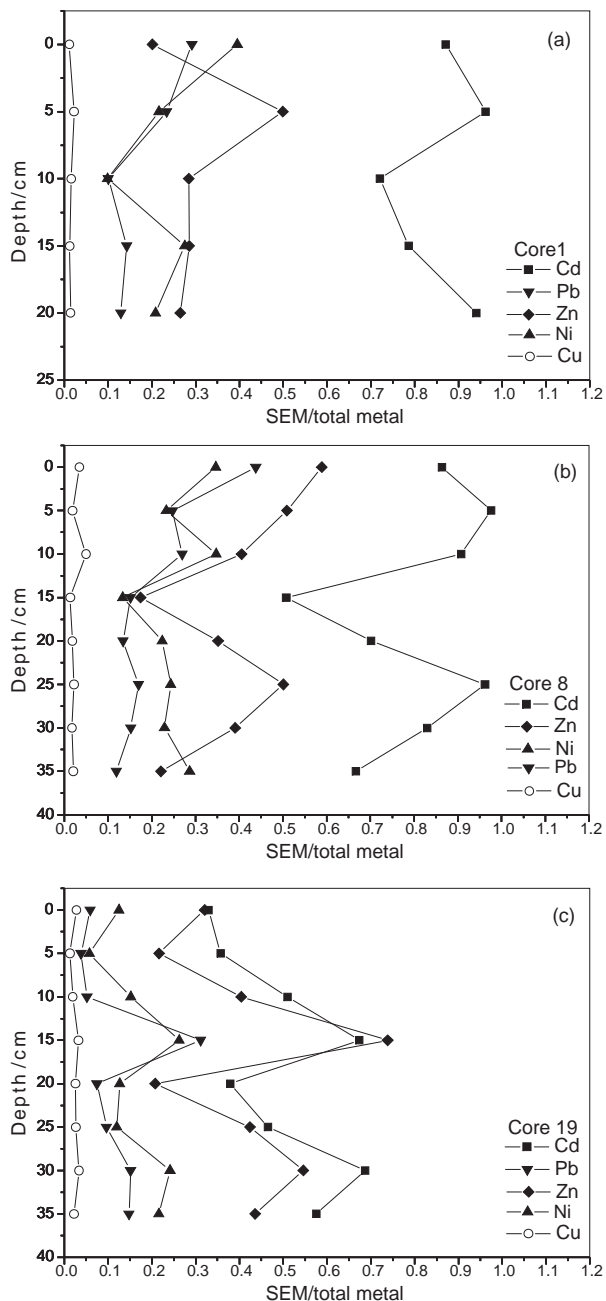 (a)
0
5
10
15
20
25
Depth/cm
Core1
Cd
Pb
Zn
Ni
Cu
0.0 0.1 0.2 0.3 0.4 0.5 0.6 0.7 0.8 0.9 1.0 1.1 1.2
SEM/total metal
(b)
0
5
10
15
20
25
30
35
40
Depth/cm
Core 8
Cd
Zn
Ni
Pb
Cu
0.0 0.1 0.2 0.3 0.4 0.5 0.6 0.7 0.8 0.9 1.0 1.1 1.2
SEM/total metal
(c)
0
5
10
15
20
25
30
35
40
Depth/cm
Core 19
Cd
Pb
Zn
Ni
Cu
0.0 0.1 0.2 0.3 0.4 0.5 0.6 0.7 0.8 0.9 1.0 1.1 1.2
SEM/total metal